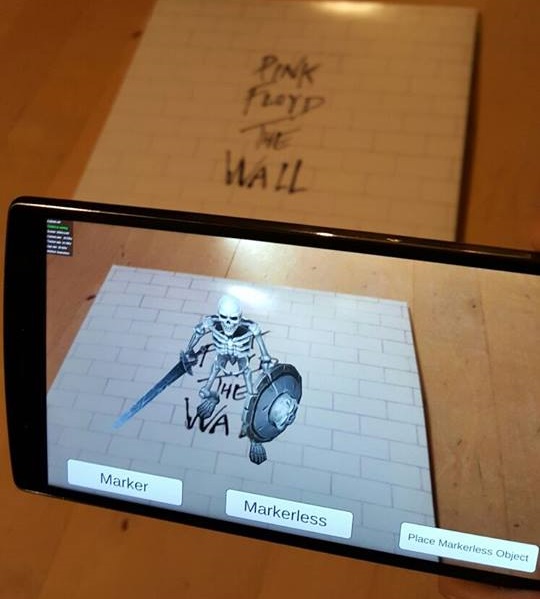 PINK
FLOYD
THE
WALL
THE
WA
Marker
Markerless
Place Markerless Object